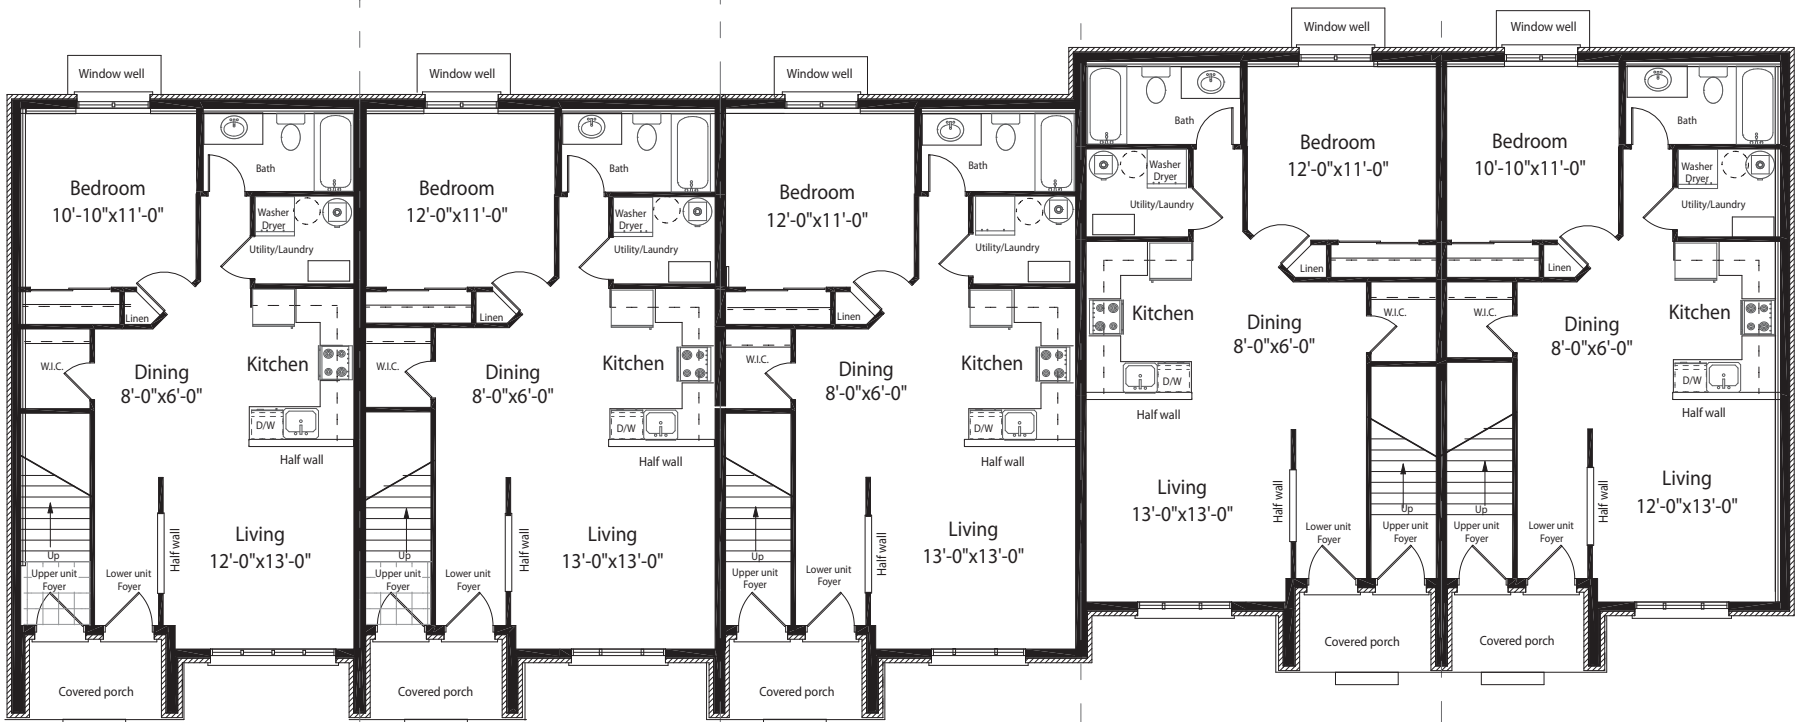 Window well
Bedroom
10'-10"x11'-0"
Bath
Washer
Dryer
Utility/Laundry
Linen
W.I.C.
Dining
8'-0"x6'-0"
Kitchen
D/W
Half wall
Living
12'-0"x13'-0"
Half wall
Up
Upper unit
Foyer
Lower unit
Foyer
Covered porch
Window well
Bedroom
12'-0"x11'-0"
Bath
Washer
Dryer
Utility/Laundry
Linen
W.I.C.
Dining
8'-0"x6'-0"
Kitchen
D/W
Half wall
Living
13'-0"x13'-0"
Half wall
Up
Upper unit
Foyer
Lower unit
Foyer
Covered porch
Window well
Bedroom
12'-0"x11'-0"
Bath
Utility/Laundry
Linen
W.I.C.
Dining
8'-0"x6'-0"
Kitchen
D/W
Half wall
Living
13'-0"x13'-0"
Half wall
Up
Upper unit
Foyer
Lower unit
Foyer
Covered porch
Window well
Bath
Bedroom
12'-0"x11'-0"
Washer
Dryer
Utility/Laundry
Linen
W.I.C.
Kitchen
Dining
8'-0"x6'-0"
D/W
Half wall
Living
13'-0"x13'-0"
Half wall
Up
Lower unit
Foyer
Upper unit
Foyer
Covered porch
Window well
Bedroom
10'-10"x11'-0"
Bath
Washer
Dryer
Utility/Laundry
Linen
W.I.C.
Dining
8'-0"x6'-0"
Kitchen
D/W
Half wall
Living
12'-0"x13'-0"
Half wall
Up
Upper unit
Foyer
Lower unit
Foyer
Covered porch